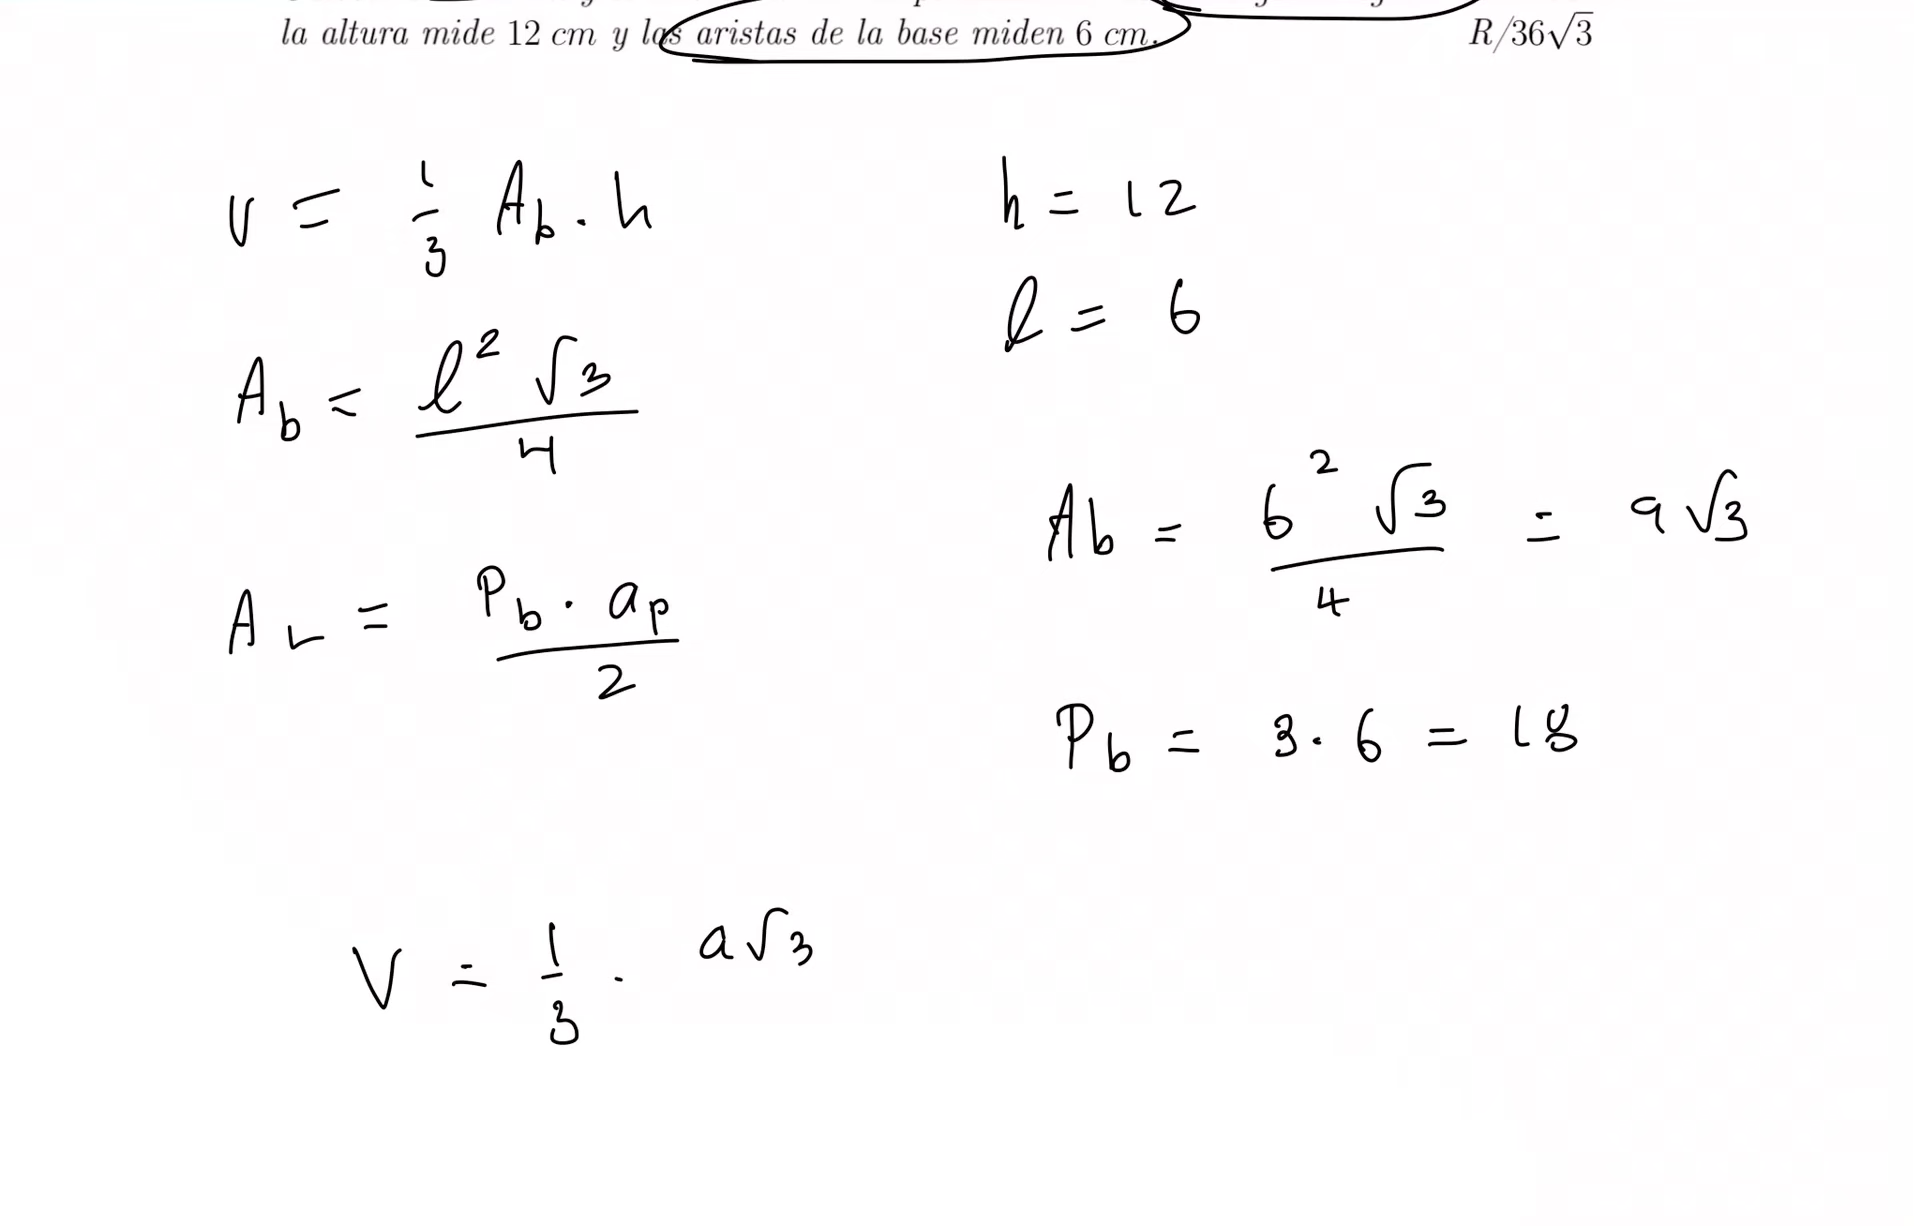 la altura mide 12 cm y las aristas de la base miden 6 cm. R/36√3
V = 1/3 Ab · h
h = 12
l = 6
Ab = l² √3 / 4
Ab = 6² √3 / 4 = 9√3
AL = Pb · ap / 2
Pb = 3 · 6 = 18
V = 1/3 · 9√3